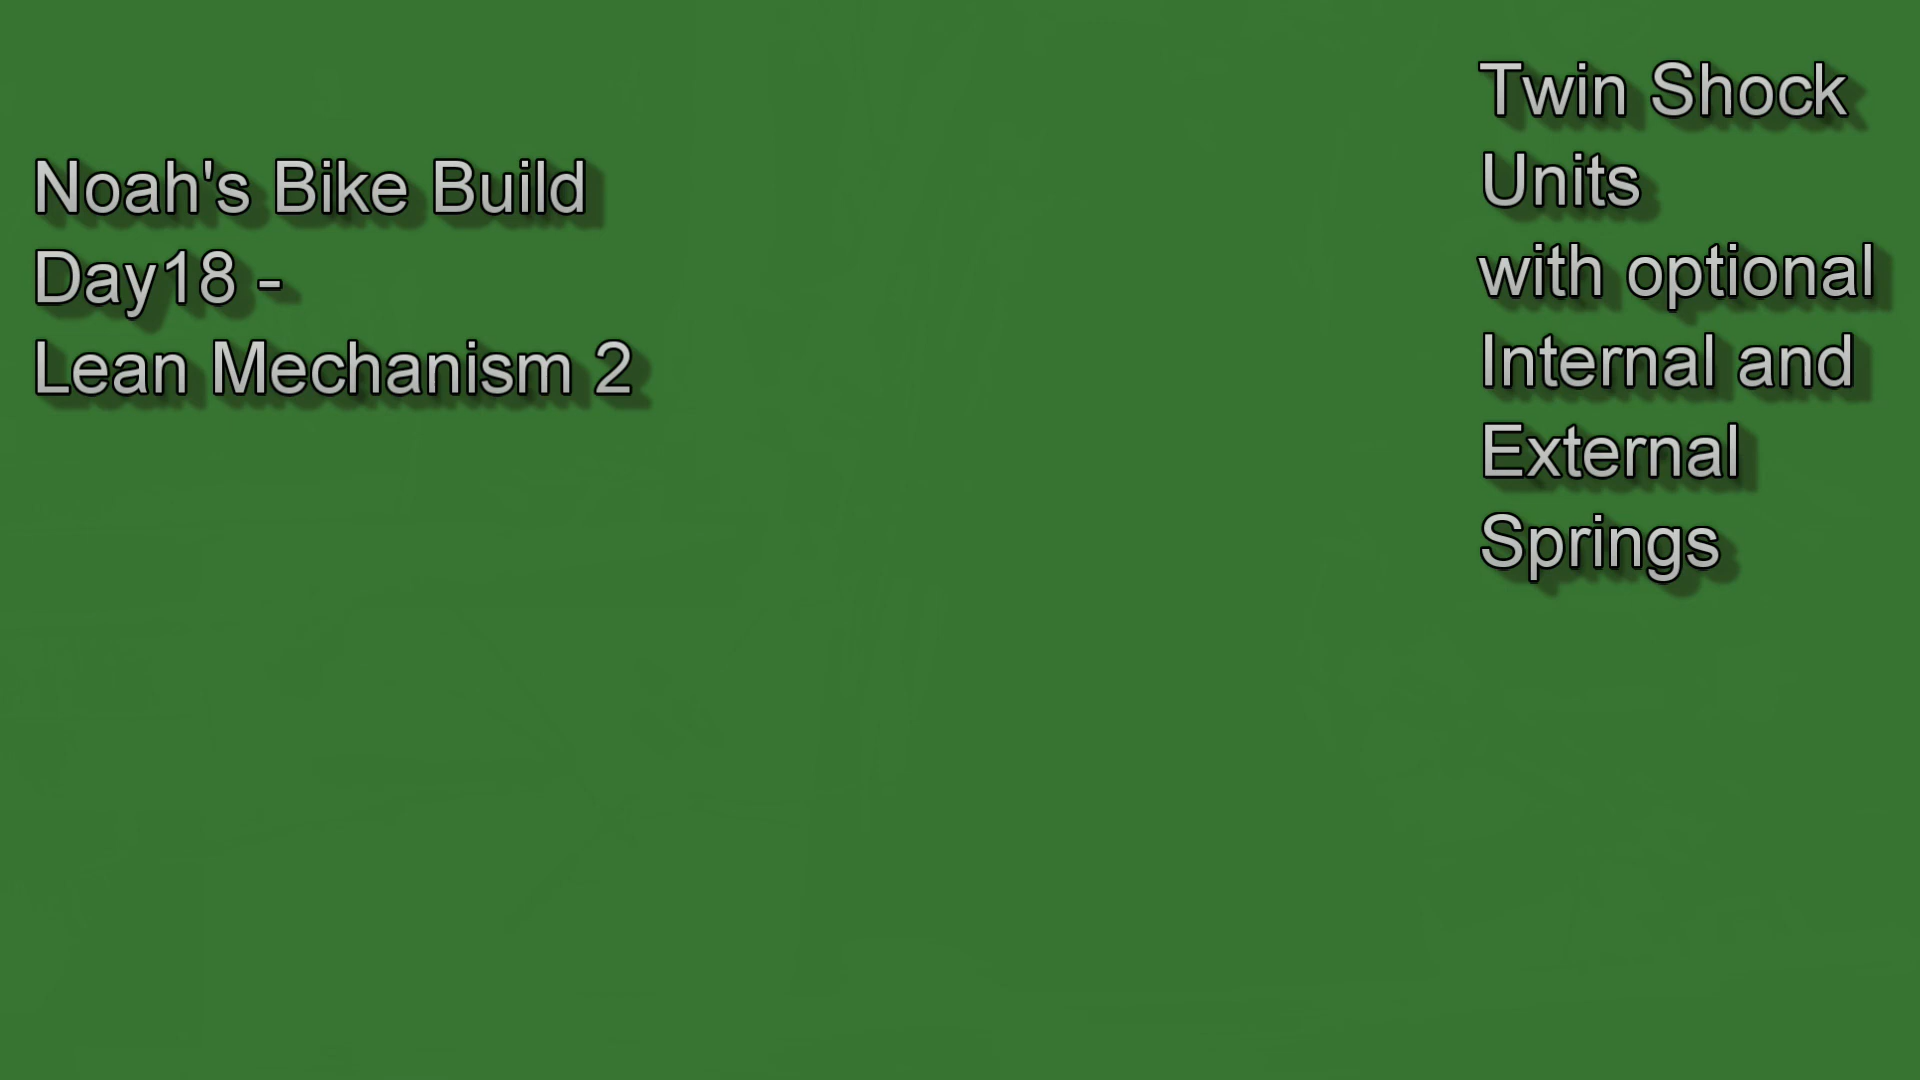 Noah's Bike Build
Day18 -
Lean Mechanism 2
Twin Shock
Units
with optional
Internal and
External
Springs